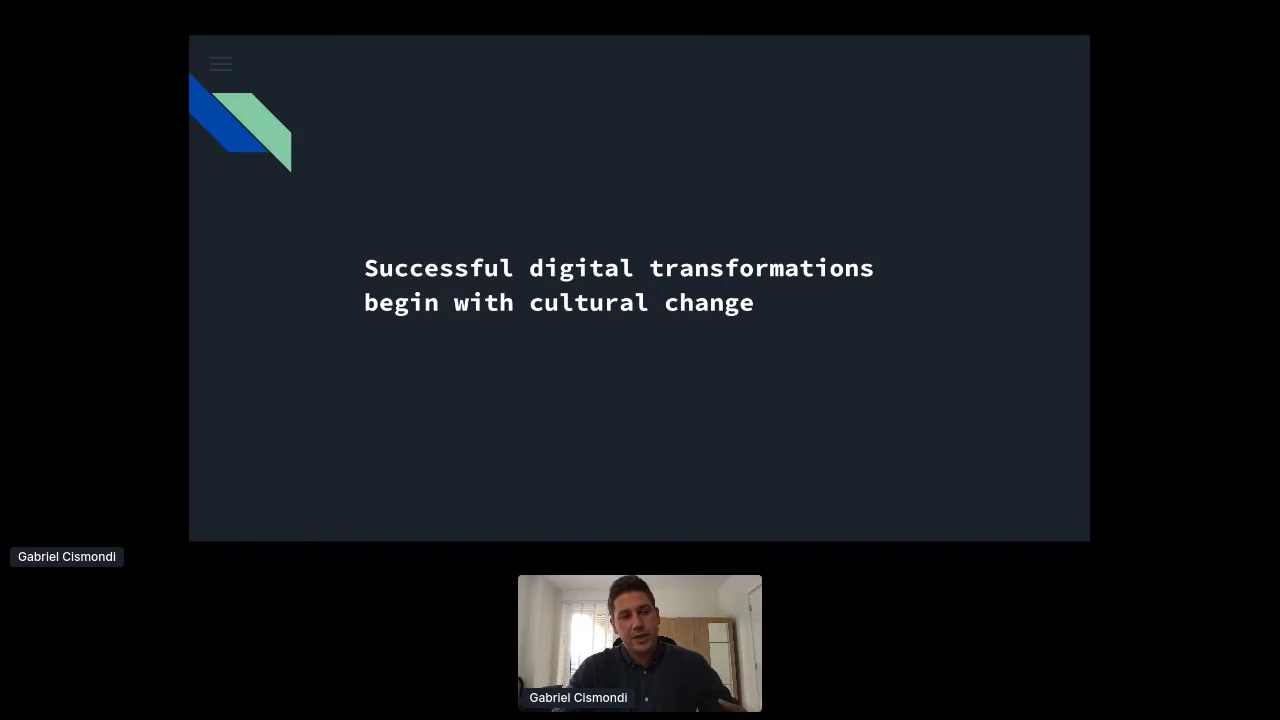 Successful digital transformations
begin with cultural change
Gabriel Cismondi
Gabriel Cismondi